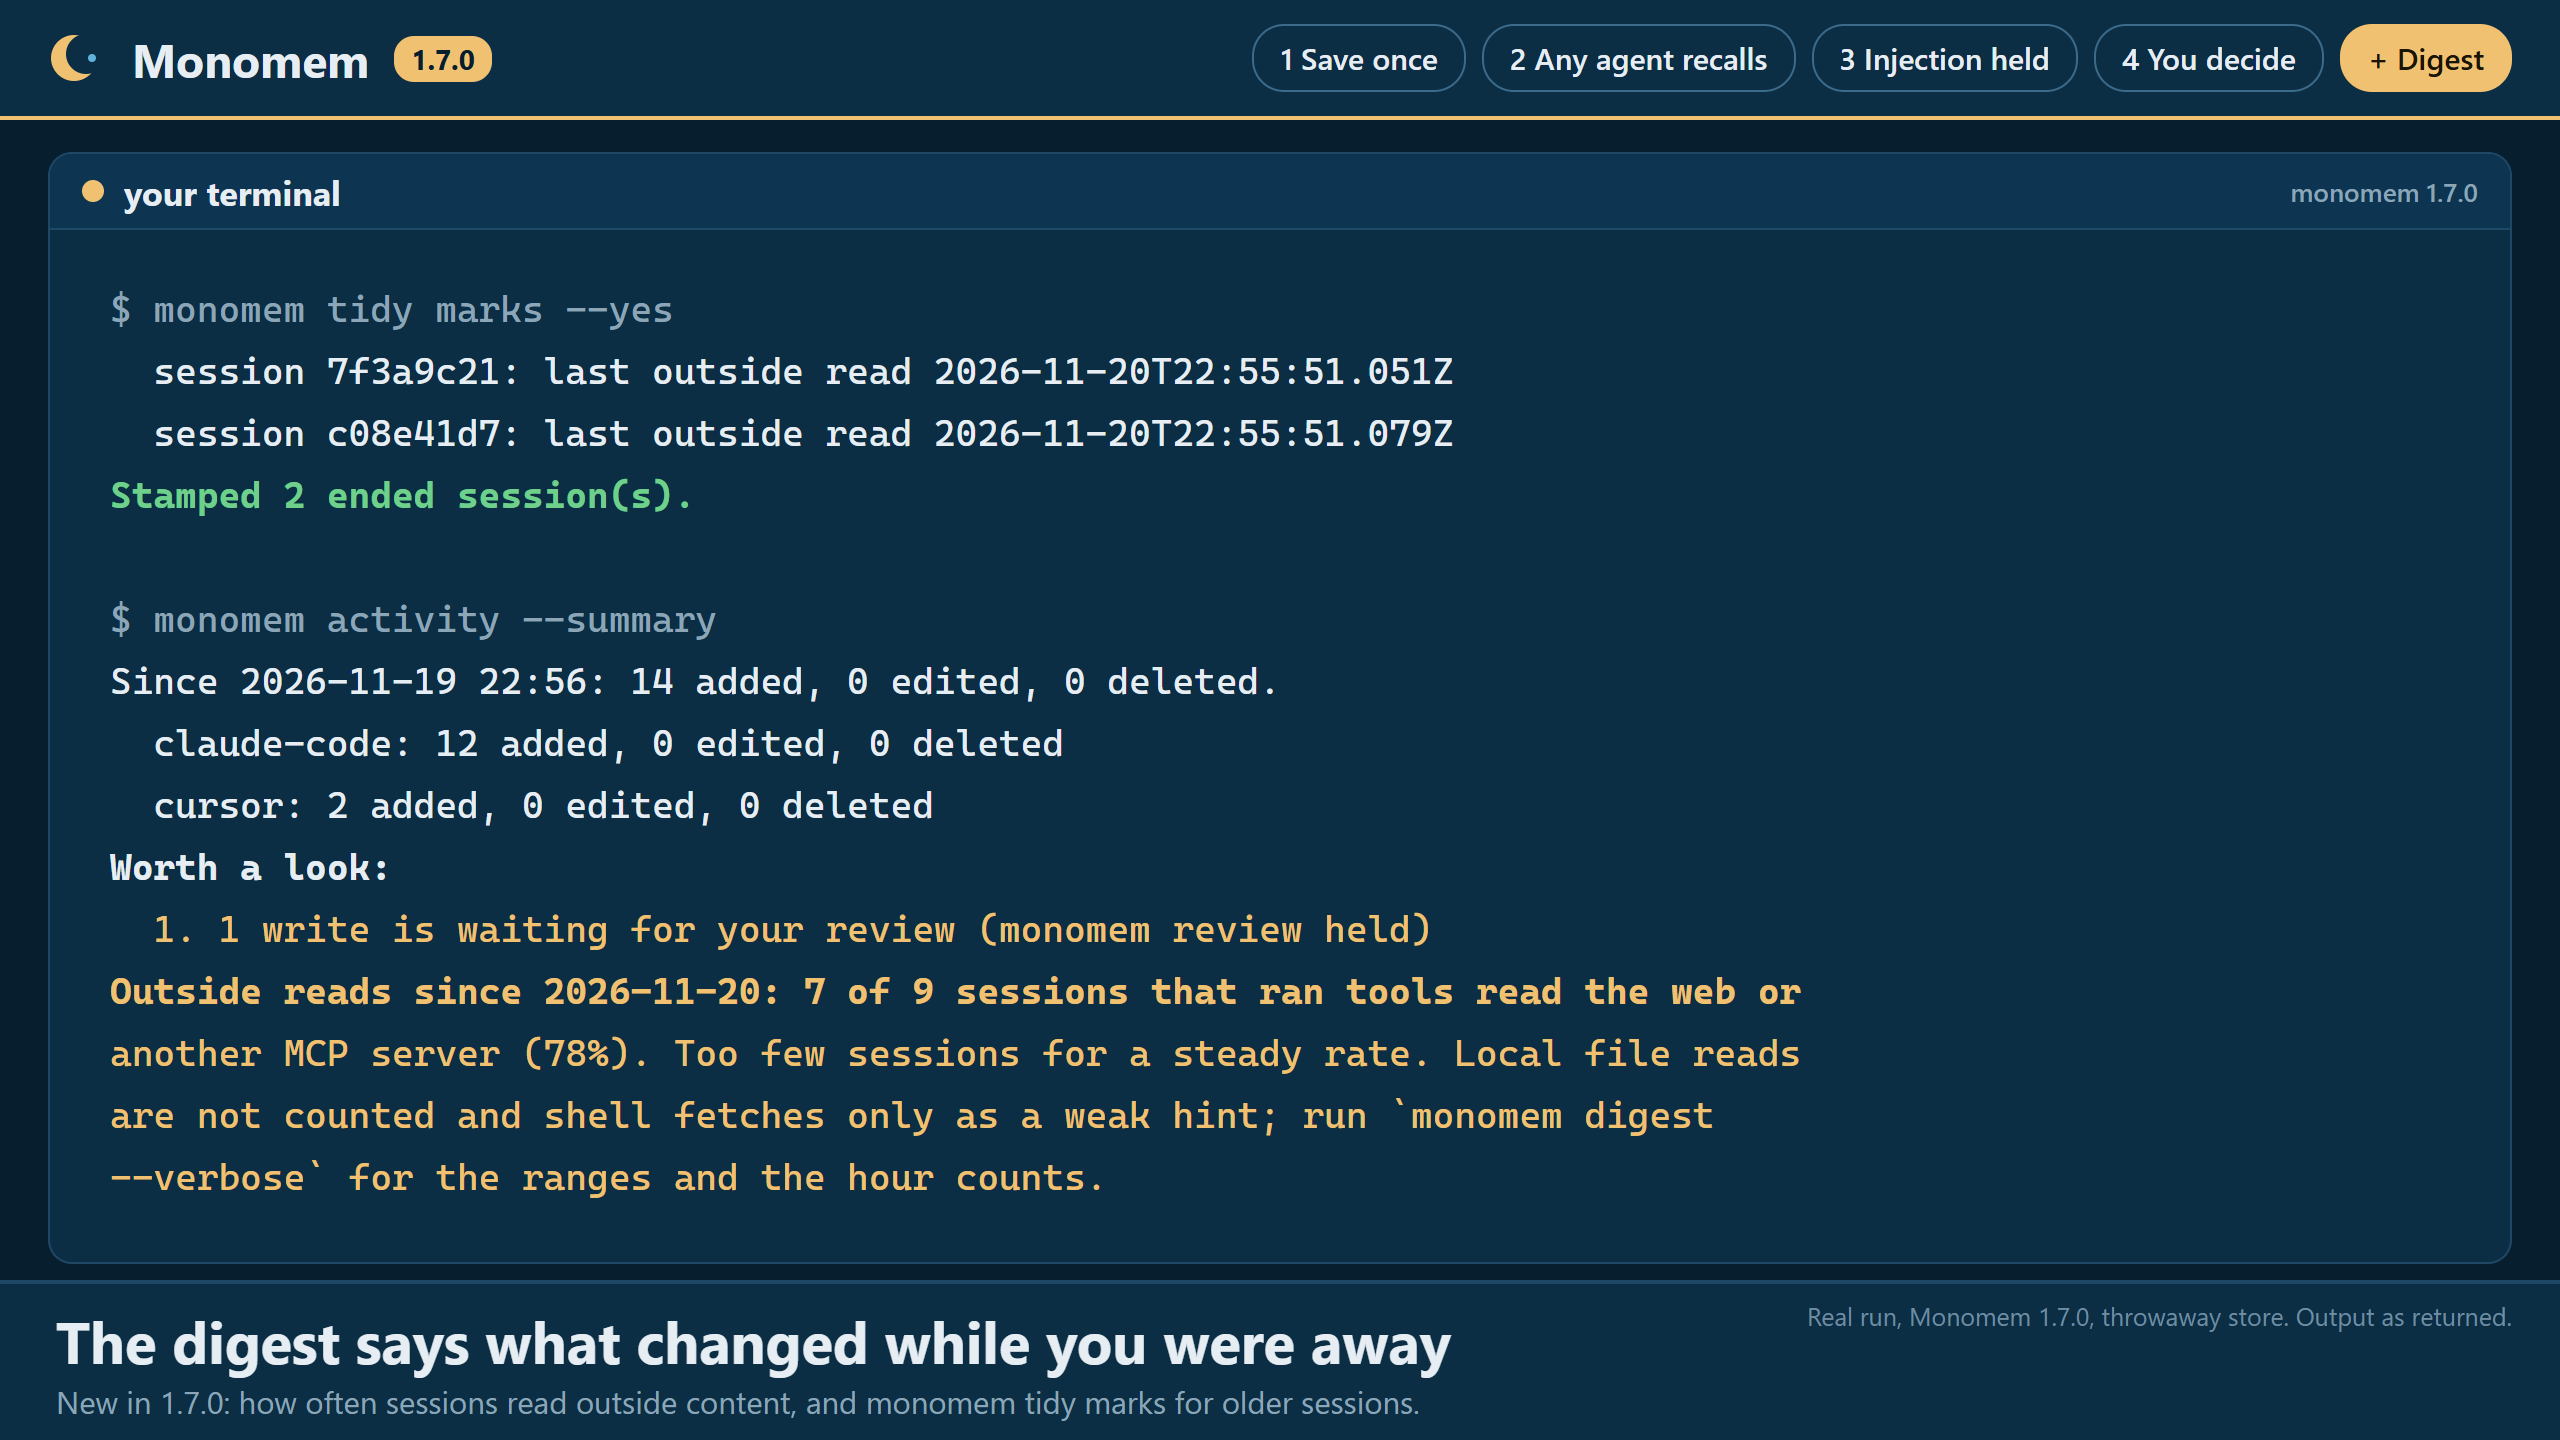 Monomem 1.7.0
1 Save once
2 Any agent recalls
3 Injection held
4 You decide
+ Digest
your terminal
monomem 1.7.0
$ monomem tidy marks --yes
  session 7f3a9c21: last outside read 2026-11-20T22:55:51.051Z
  session c08e41d7: last outside read 2026-11-20T22:55:51.079Z
Stamped 2 ended session(s).
$ monomem activity --summary
Since 2026-11-19 22:56: 14 added, 0 edited, 0 deleted.
  claude-code: 12 added, 0 edited, 0 deleted
  cursor: 2 added, 0 edited, 0 deleted
Worth a look:
  1. 1 write is waiting for your review (monomem review held)
Outside reads since 2026-11-20: 7 of 9 sessions that ran tools read the web or
another MCP server (78%). Too few sessions for a steady rate. Local file reads
are not counted and shell fetches only as a weak hint; run `monomem digest
--verbose` for the ranges and the hour counts.
The digest says what changed while you were away
Real run, Monomem 1.7.0, throwaway store. Output as returned.
New in 1.7.0: how often sessions read outside content, and monomem tidy marks for older sessions.